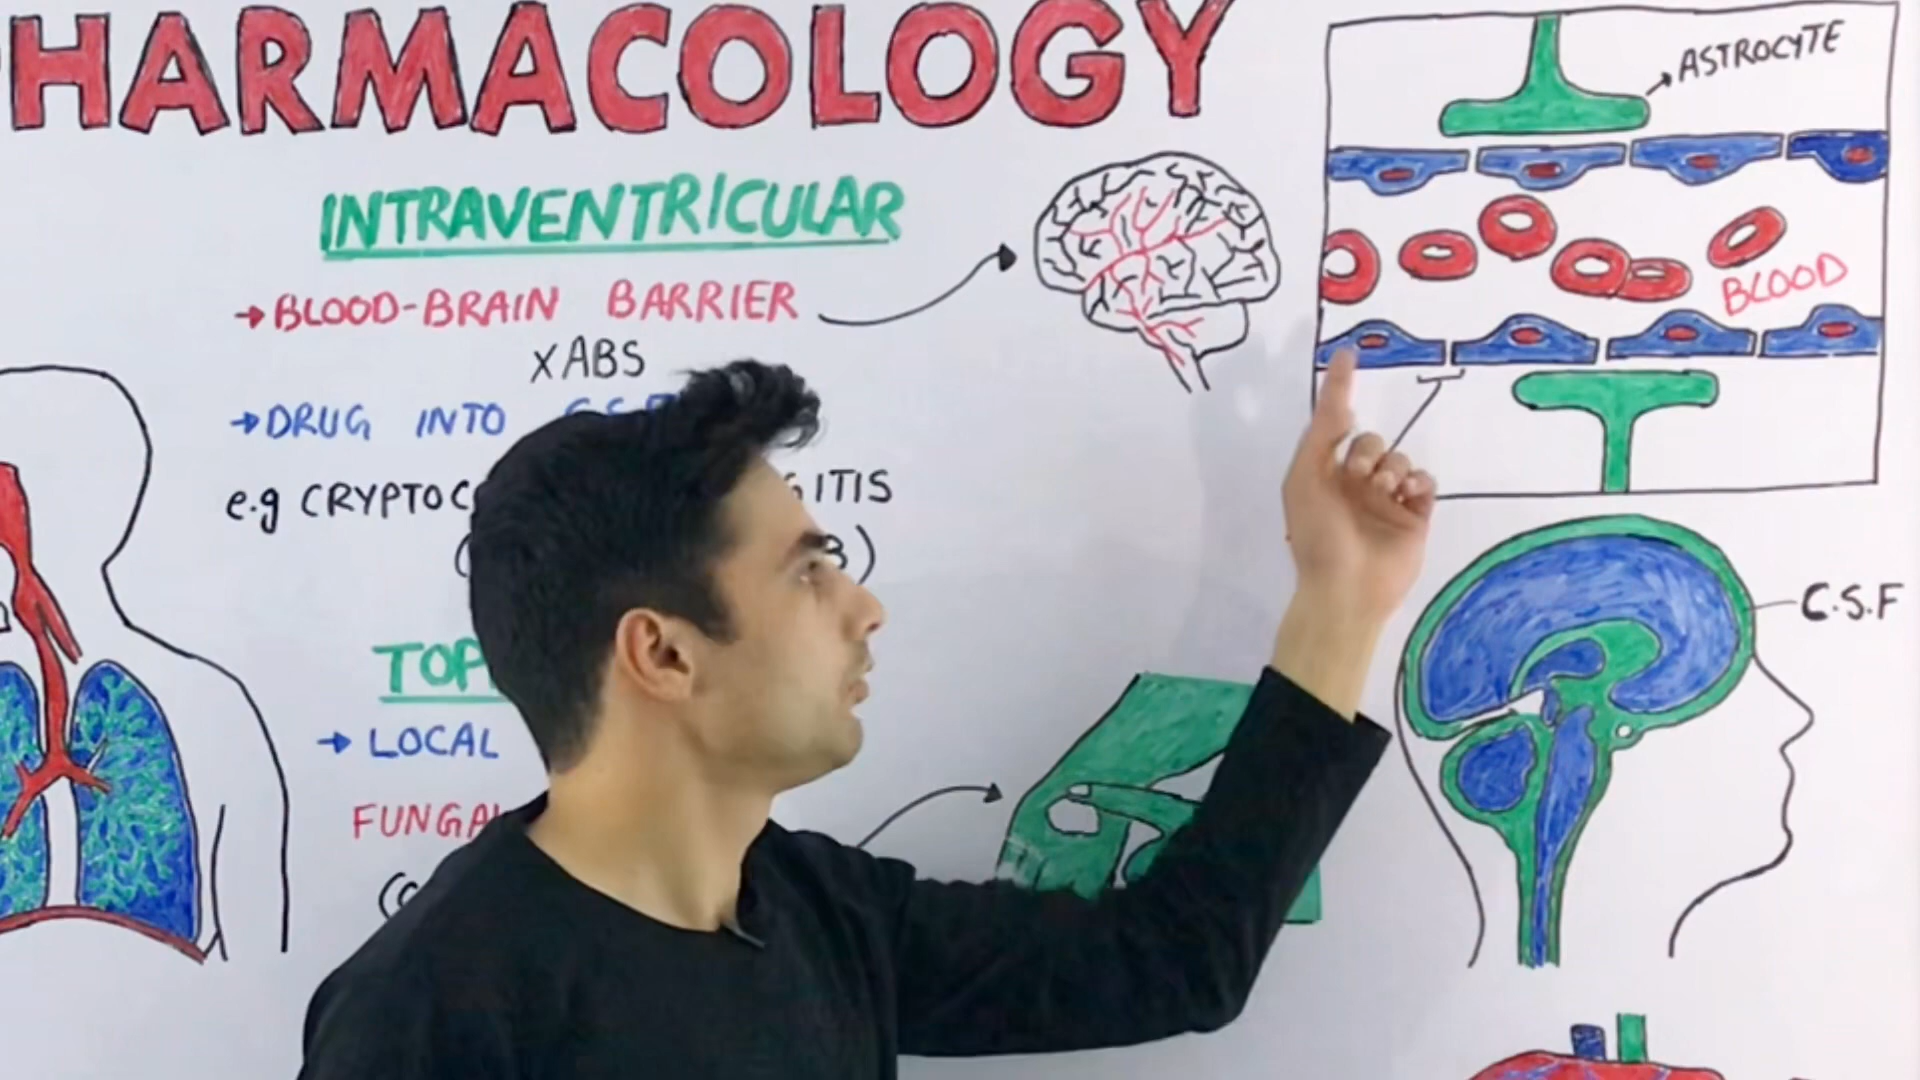 HARMACOLOGY
INTRAVENTRICULAR
→BLOOD-BRAIN BARRIER
XABS
→DRUG INTO
e.g CRYPTOC ITIS
TOP
→ LOCAL
FUNGA
→ASTROCYTE
BLOOD
C.S.F